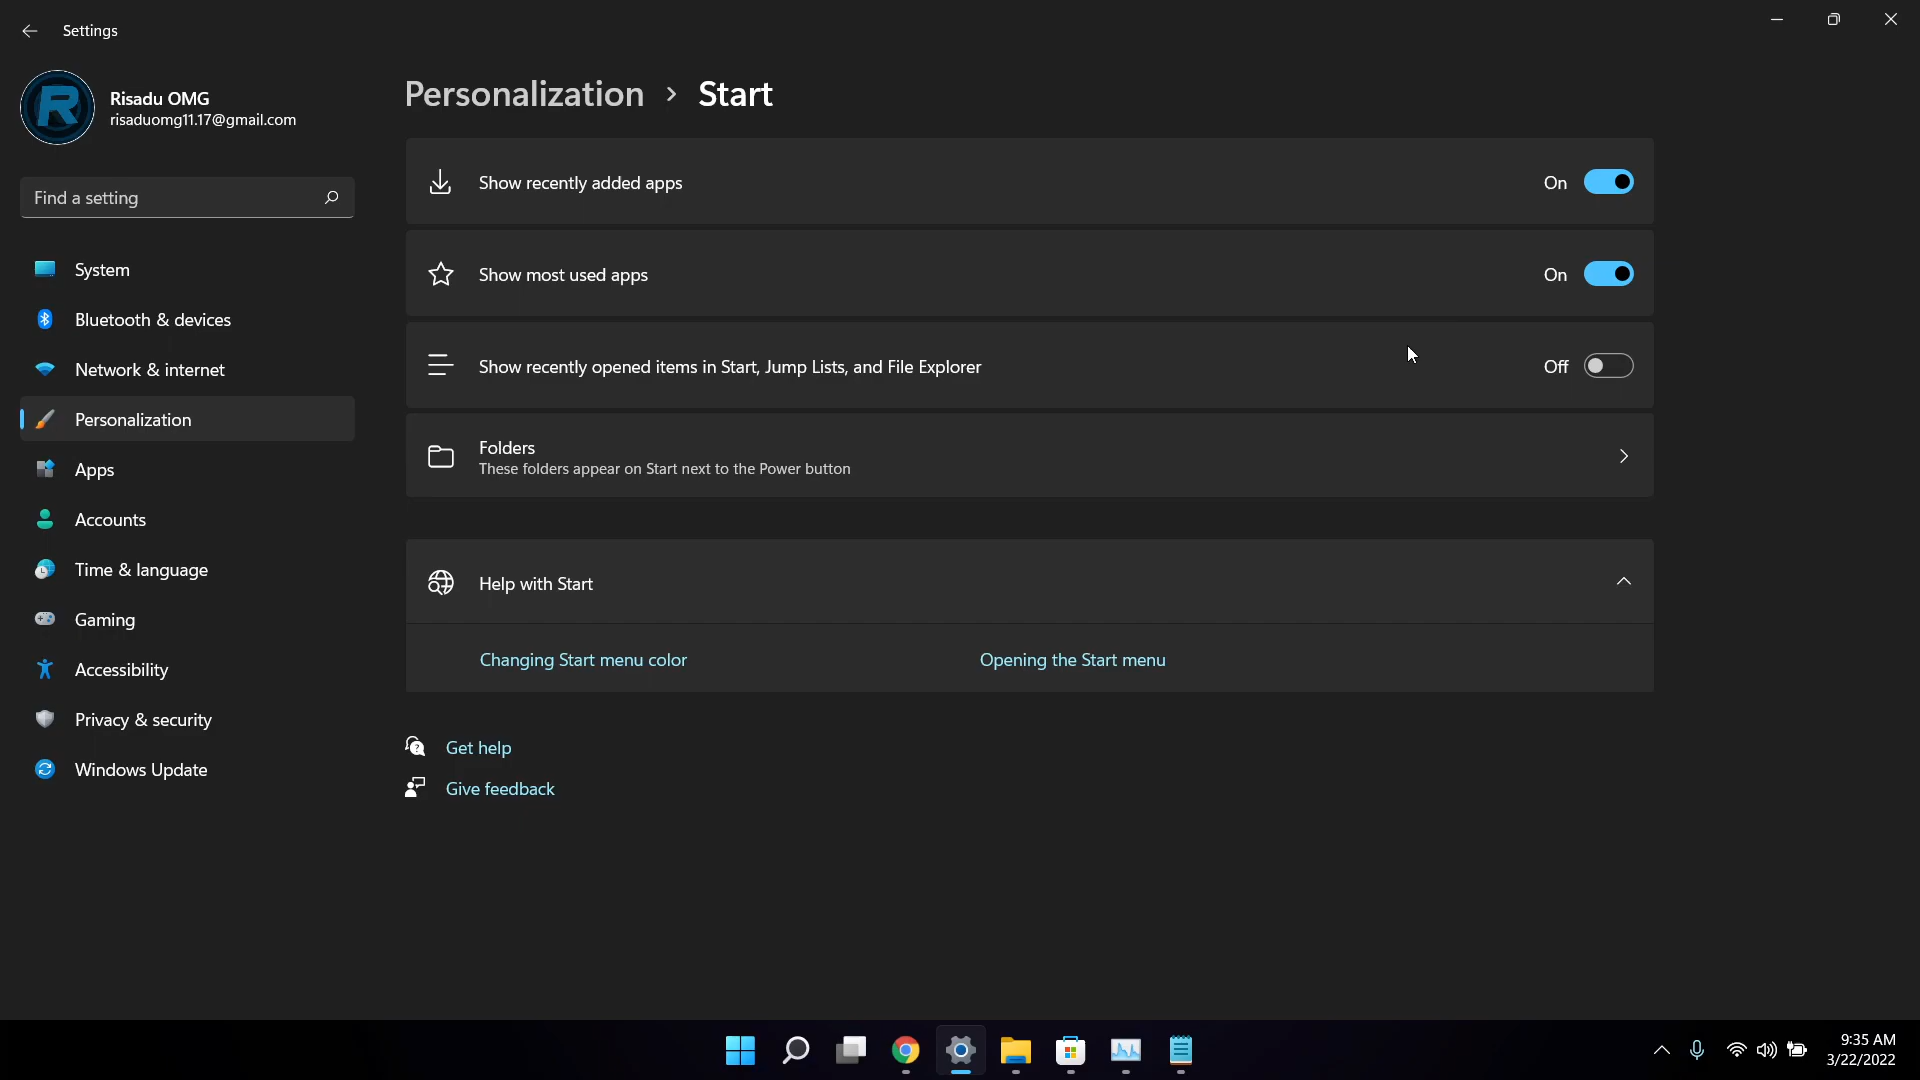 Settings
Risadu OMG
risaduomg11.17@gmail.com
Find a setting
System
Bluetooth & devices
Network & internet
Personalization
Apps
Accounts
Time & language
Gaming
Accessibility
Privacy & security
Windows Update
Personalization > Start
Show recently added apps On
Show most used apps On
Show recently opened items in Start, Jump Lists, and File Explorer Off
Folders
These folders appear on Start next to the Power button
Help with Start
Changing Start menu color Opening the Start menu
Get help
Give feedback
9:35 AM
3/22/2022